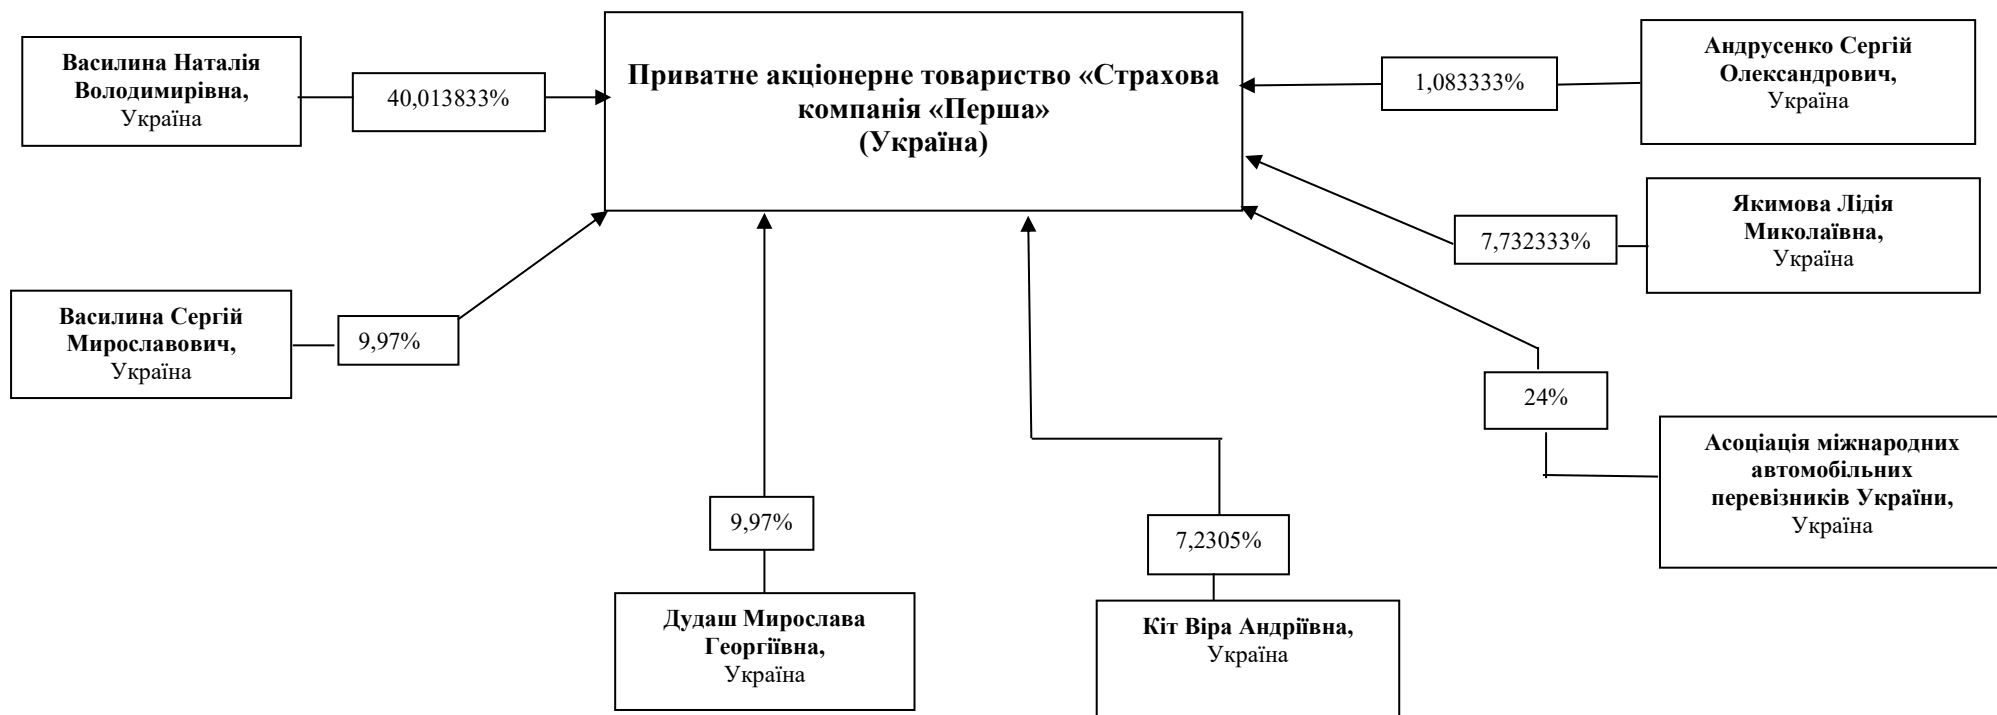 Василина Наталія
Володимирівна,
Україна
40,013833%
Приватне акціонерне товариство «Страхова
компанія «Перша»
(Україна)
1,083333%
Андрусенко Сергій
Олександрович,
Україна
7,732333%
Якимова Лідія
Миколаївна,
Україна
Василина Сергій
Мирославович,
Україна
9,97%
24%
Асоціація міжнародних
автомобільних
перевізників України,
Україна
9,97%
7,2305%
Дудаш Мирослава
Георгіївна,
Україна
Кіт Віра Андріївна,
Україна